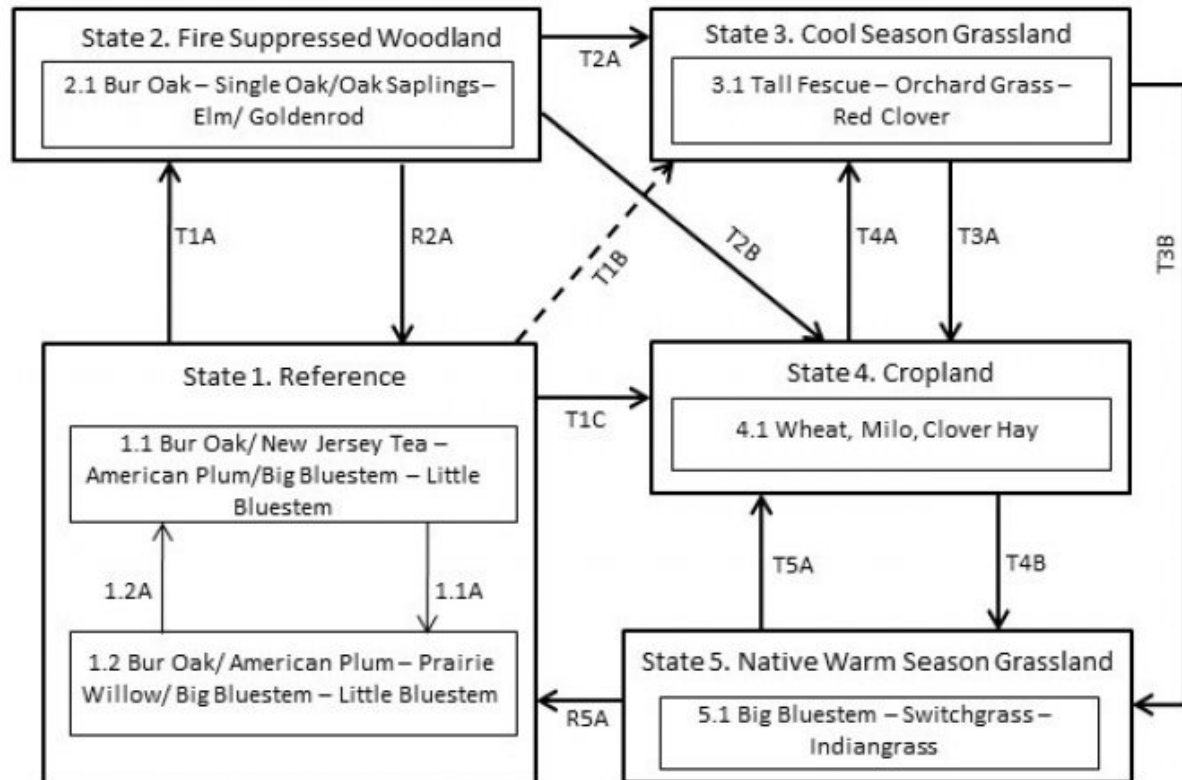 State 2. Fire Suppressed Woodland
2.1 Bur Oak – Single Oak/Oak Saplings–
Elm/ Goldenrod
T2A
State 3. Cool Season Grassland
3.1 Tall Fescue – Orchard Grass –
Red Clover
T1A
R2A
T1B
T2B
T4A
T3A
T3B
State 1. Reference
1.1 Bur Oak/ New Jersey Tea –
American Plum/Big Bluestem – Little
Bluestem
1.2A
1.1A
1.2 Bur Oak/ American Plum – Prairie
Willow/ Big Bluestem – Little Bluestem
T1C
State 4. Cropland
4.1 Wheat, Milo, Clover Hay
T5A
T4B
R5A
State 5. Native Warm Season Grassland
5.1 Big Bluestem – Switchgrass –
Indiangrass